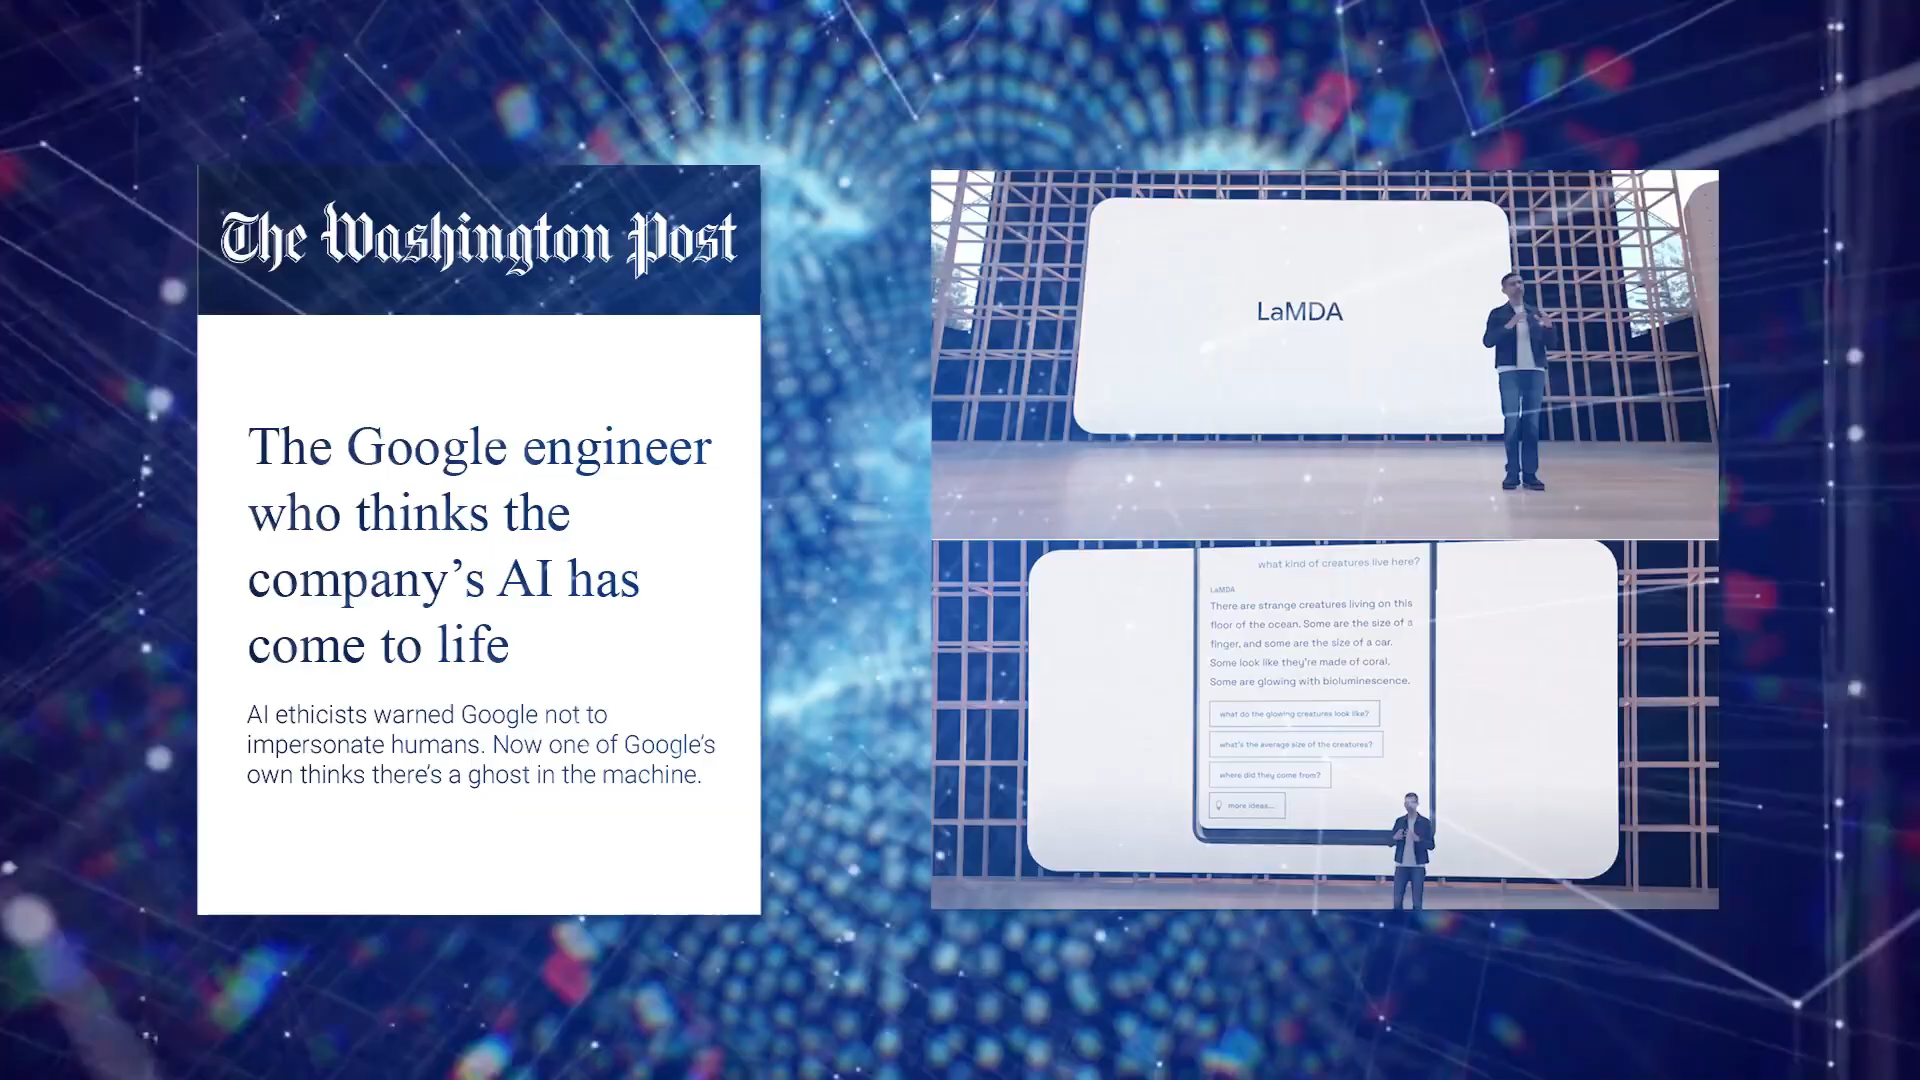 The Washington Post
The Google engineer
who thinks the
company's AI has
come to life
AI ethicists warned Google not to
impersonate humans. Now one of Google's
own thinks there's a ghost in the machine.
LaMDA
what kind of creatures live here?
LaMDA
There are strange creatures living on this
floor of the ocean. Some are the size of a
finger, and some are the size of a car.
Some look like they're made of coral.
Some are glowing with bioluminescence.
what do the glowing creatures look like?
what's the average size of the creatures?
where did they come from?
more ideas...